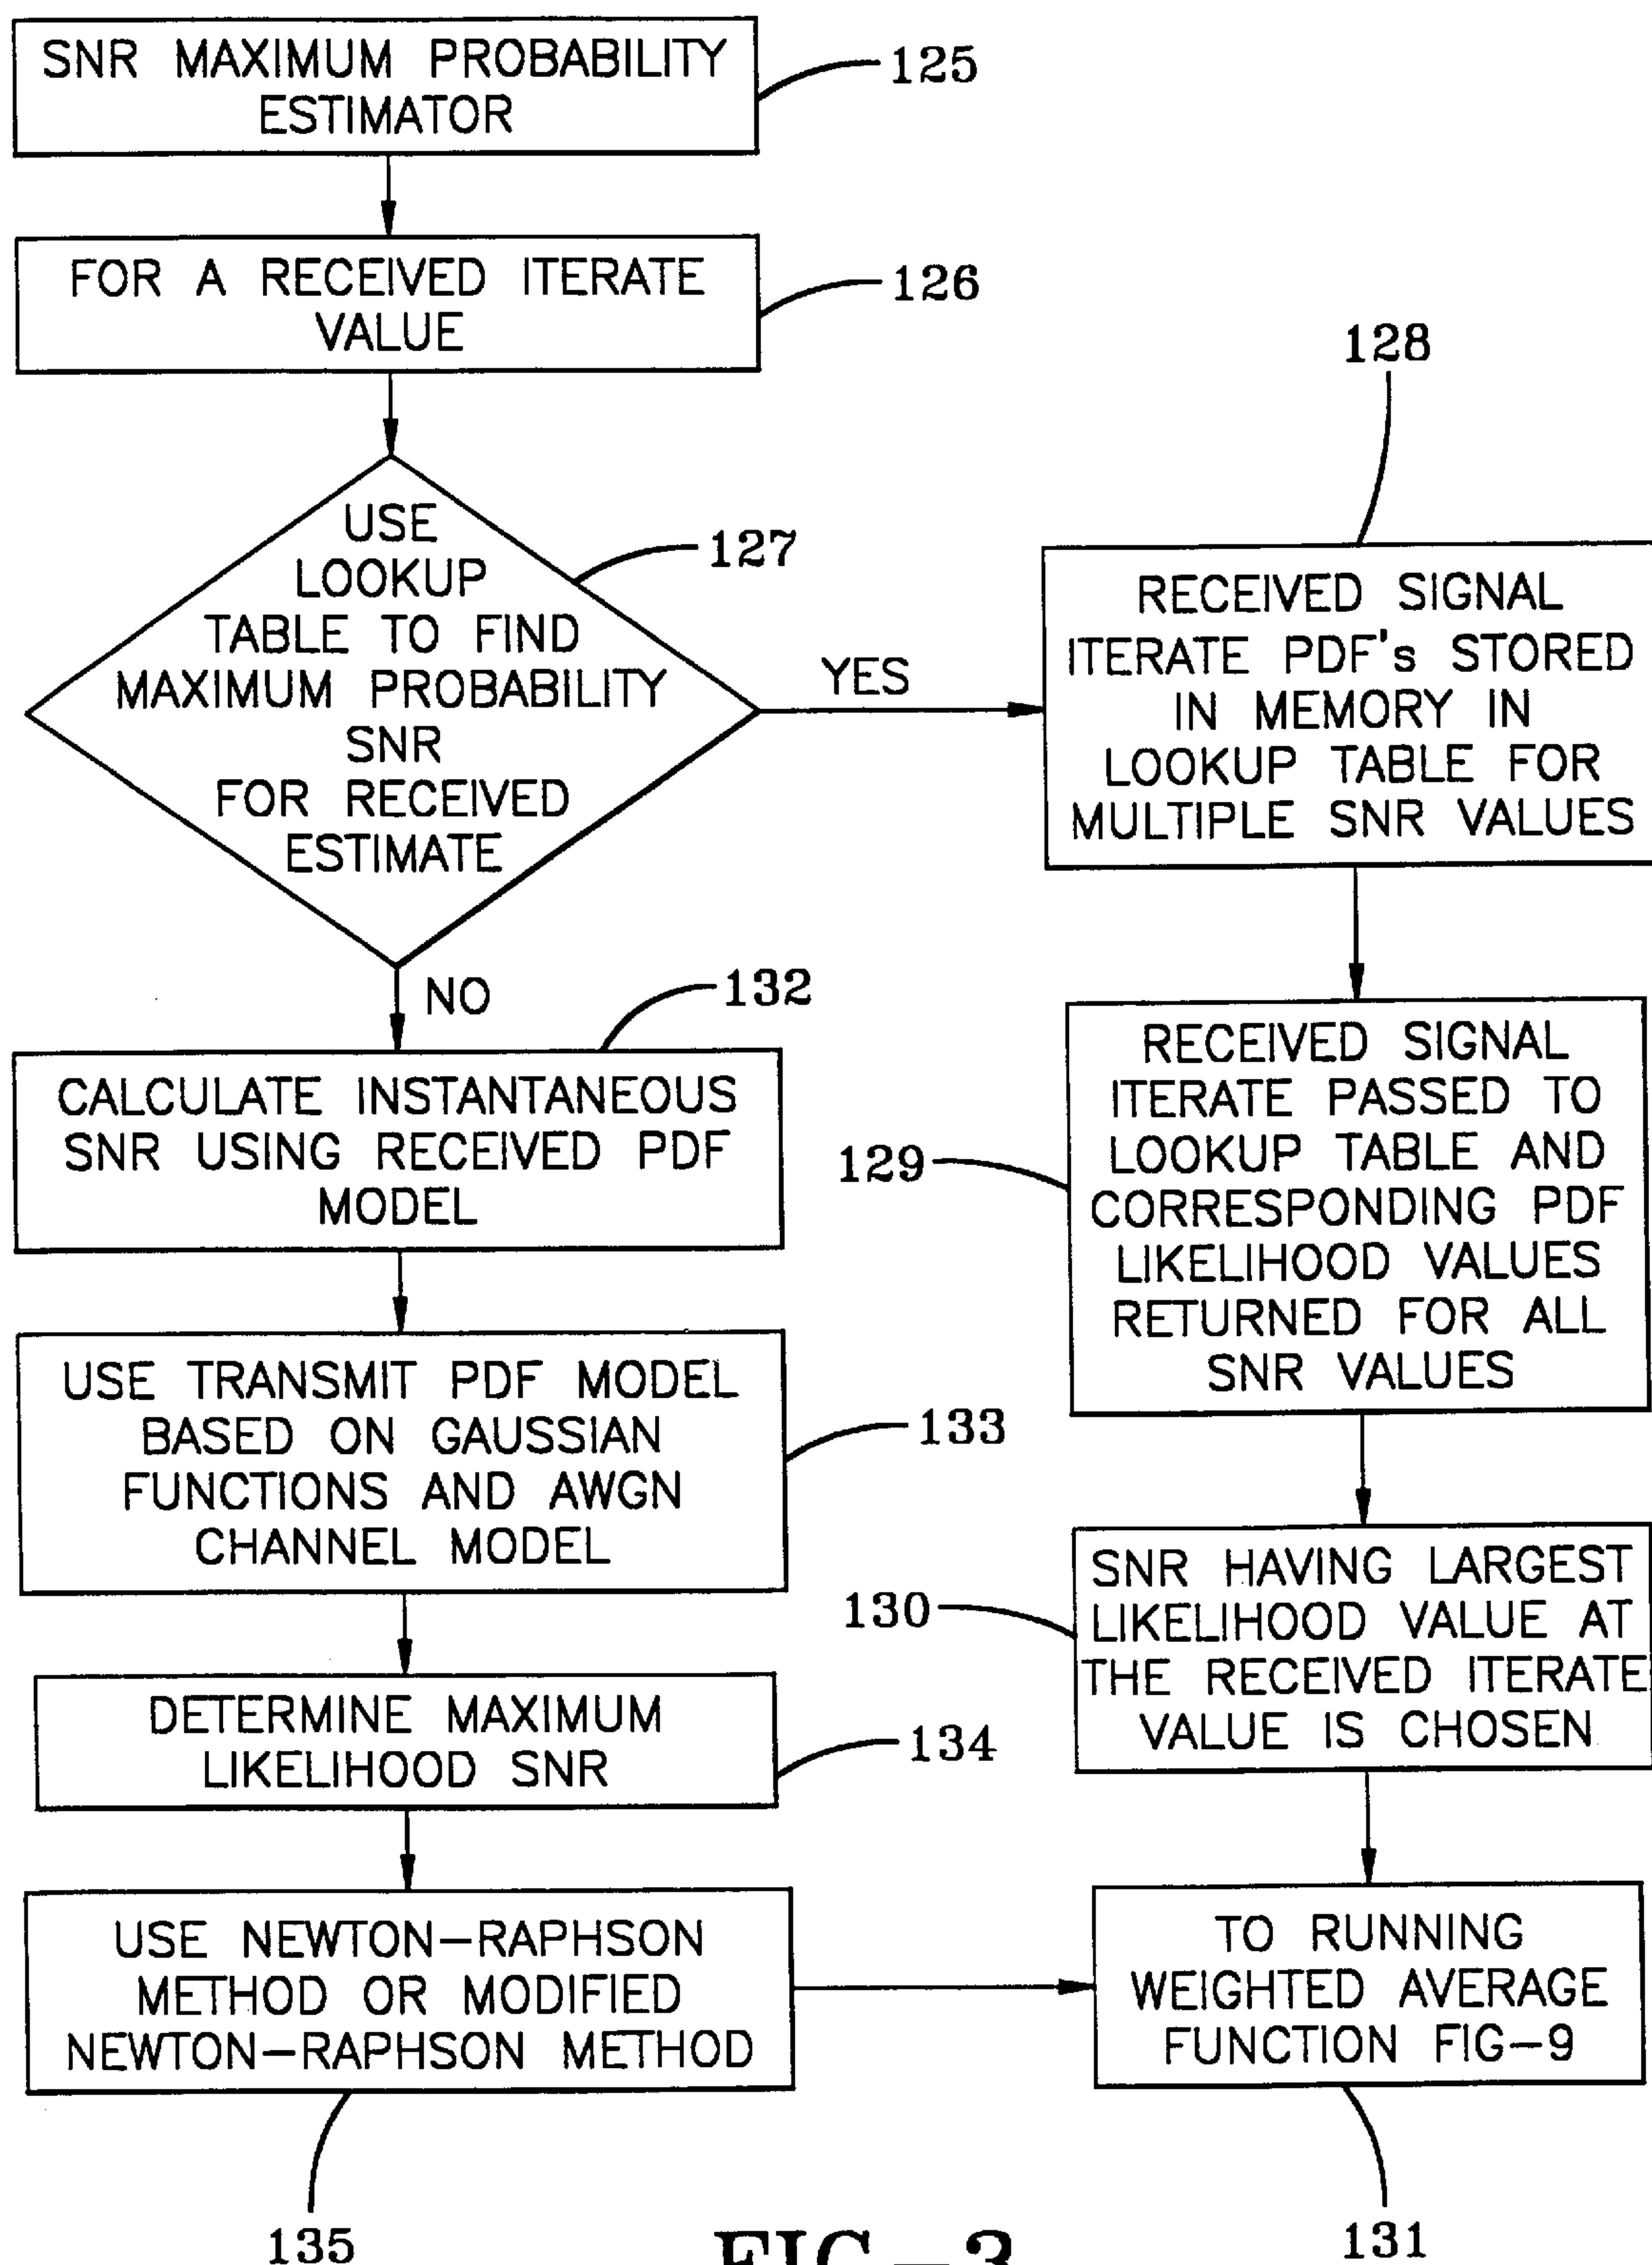 SNR MAXIMUM PROBABILITY
ESTIMATOR
125
FOR A RECEIVED ITERATE
VALUE
126
USE
LOOKUP
TABLE TO FIND
MAXIMUM PROBABILITY
SNR
FOR RECEIVED
ESTIMATE
127
YES
NO
128
RECEIVED SIGNAL
ITERATE PDF's STORED
IN MEMORY IN
LOOKUP TABLE FOR
MULTIPLE SNR VALUES
129
RECEIVED SIGNAL
ITERATE PASSED TO
LOOKUP TABLE AND
CORRESPONDING PDF
LIKELIHOOD VALUES
RETURNED FOR ALL
SNR VALUES
130
SNR HAVING LARGEST
LIKELIHOOD VALUE AT
THE RECEIVED ITERATE
VALUE IS CHOSEN
132
CALCULATE INSTANTANEOUS
SNR USING RECEIVED PDF
MODEL
USE TRANSMIT PDF MODEL
BASED ON GAUSSIAN
FUNCTIONS AND AWGN
CHANNEL MODEL
133
DETERMINE MAXIMUM
LIKELIHOOD SNR
134
USE NEWTON-RAPHSON
METHOD OR MODIFIED
NEWTON-RAPHSON METHOD
135
TO RUNNING
WEIGHTED AVERAGE
FUNCTION FIG-9
131
FIG-3